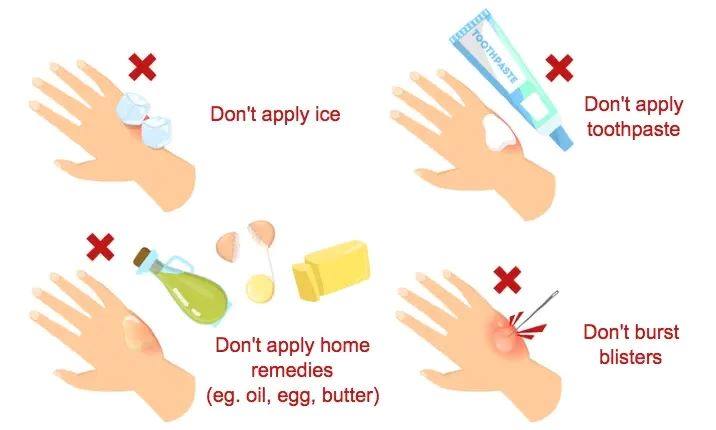 Don't apply ice
TOOTHPASTE
Don't apply
toothpaste
Don't apply home
remedies
(eg. oil, egg, butter)
Don't burst
blisters